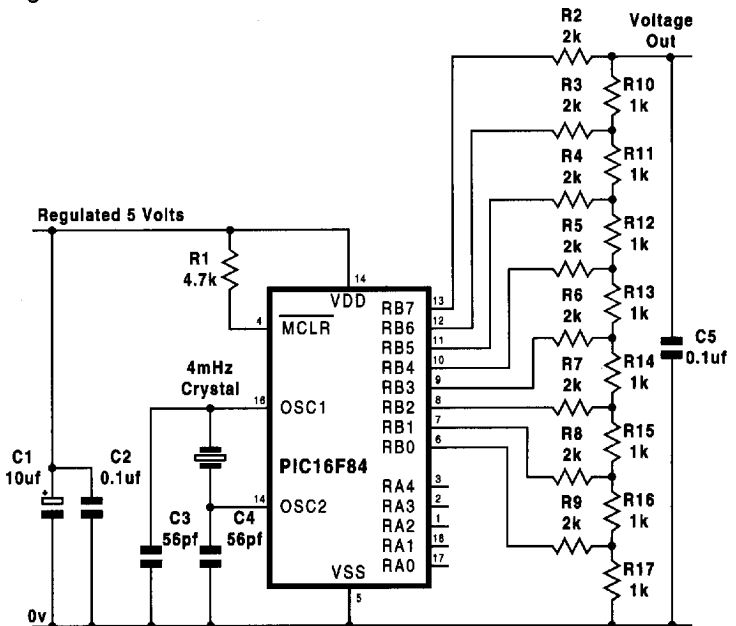 R2
2k
Voltage
Out
R3
2k
R10
1k
R4
2k
R11
1k
R5
2k
R12
1k
Regulated 5 Volts
R1
4.7k
14
VDD
R6
2k
R13
1k
4
MCLR
RB7
13
RB6
12
RB5
11
RB4
10
RB3
9
RB2
8
RB1
7
RB0
6
R7
2k
R14
1k
C5
0.1uf
4mHz
Crystal
16
OSC1
R8
2k
R15
1k
C1
10uf
+
C2
0.1uf
PIC16F84
14
OSC2
R9
2k
R16
1k
C3
56pf
C4
56pf
RA4
3
RA3
2
RA2
1
RA1
18
RA0
17
R17
1k
VSS
5
0v